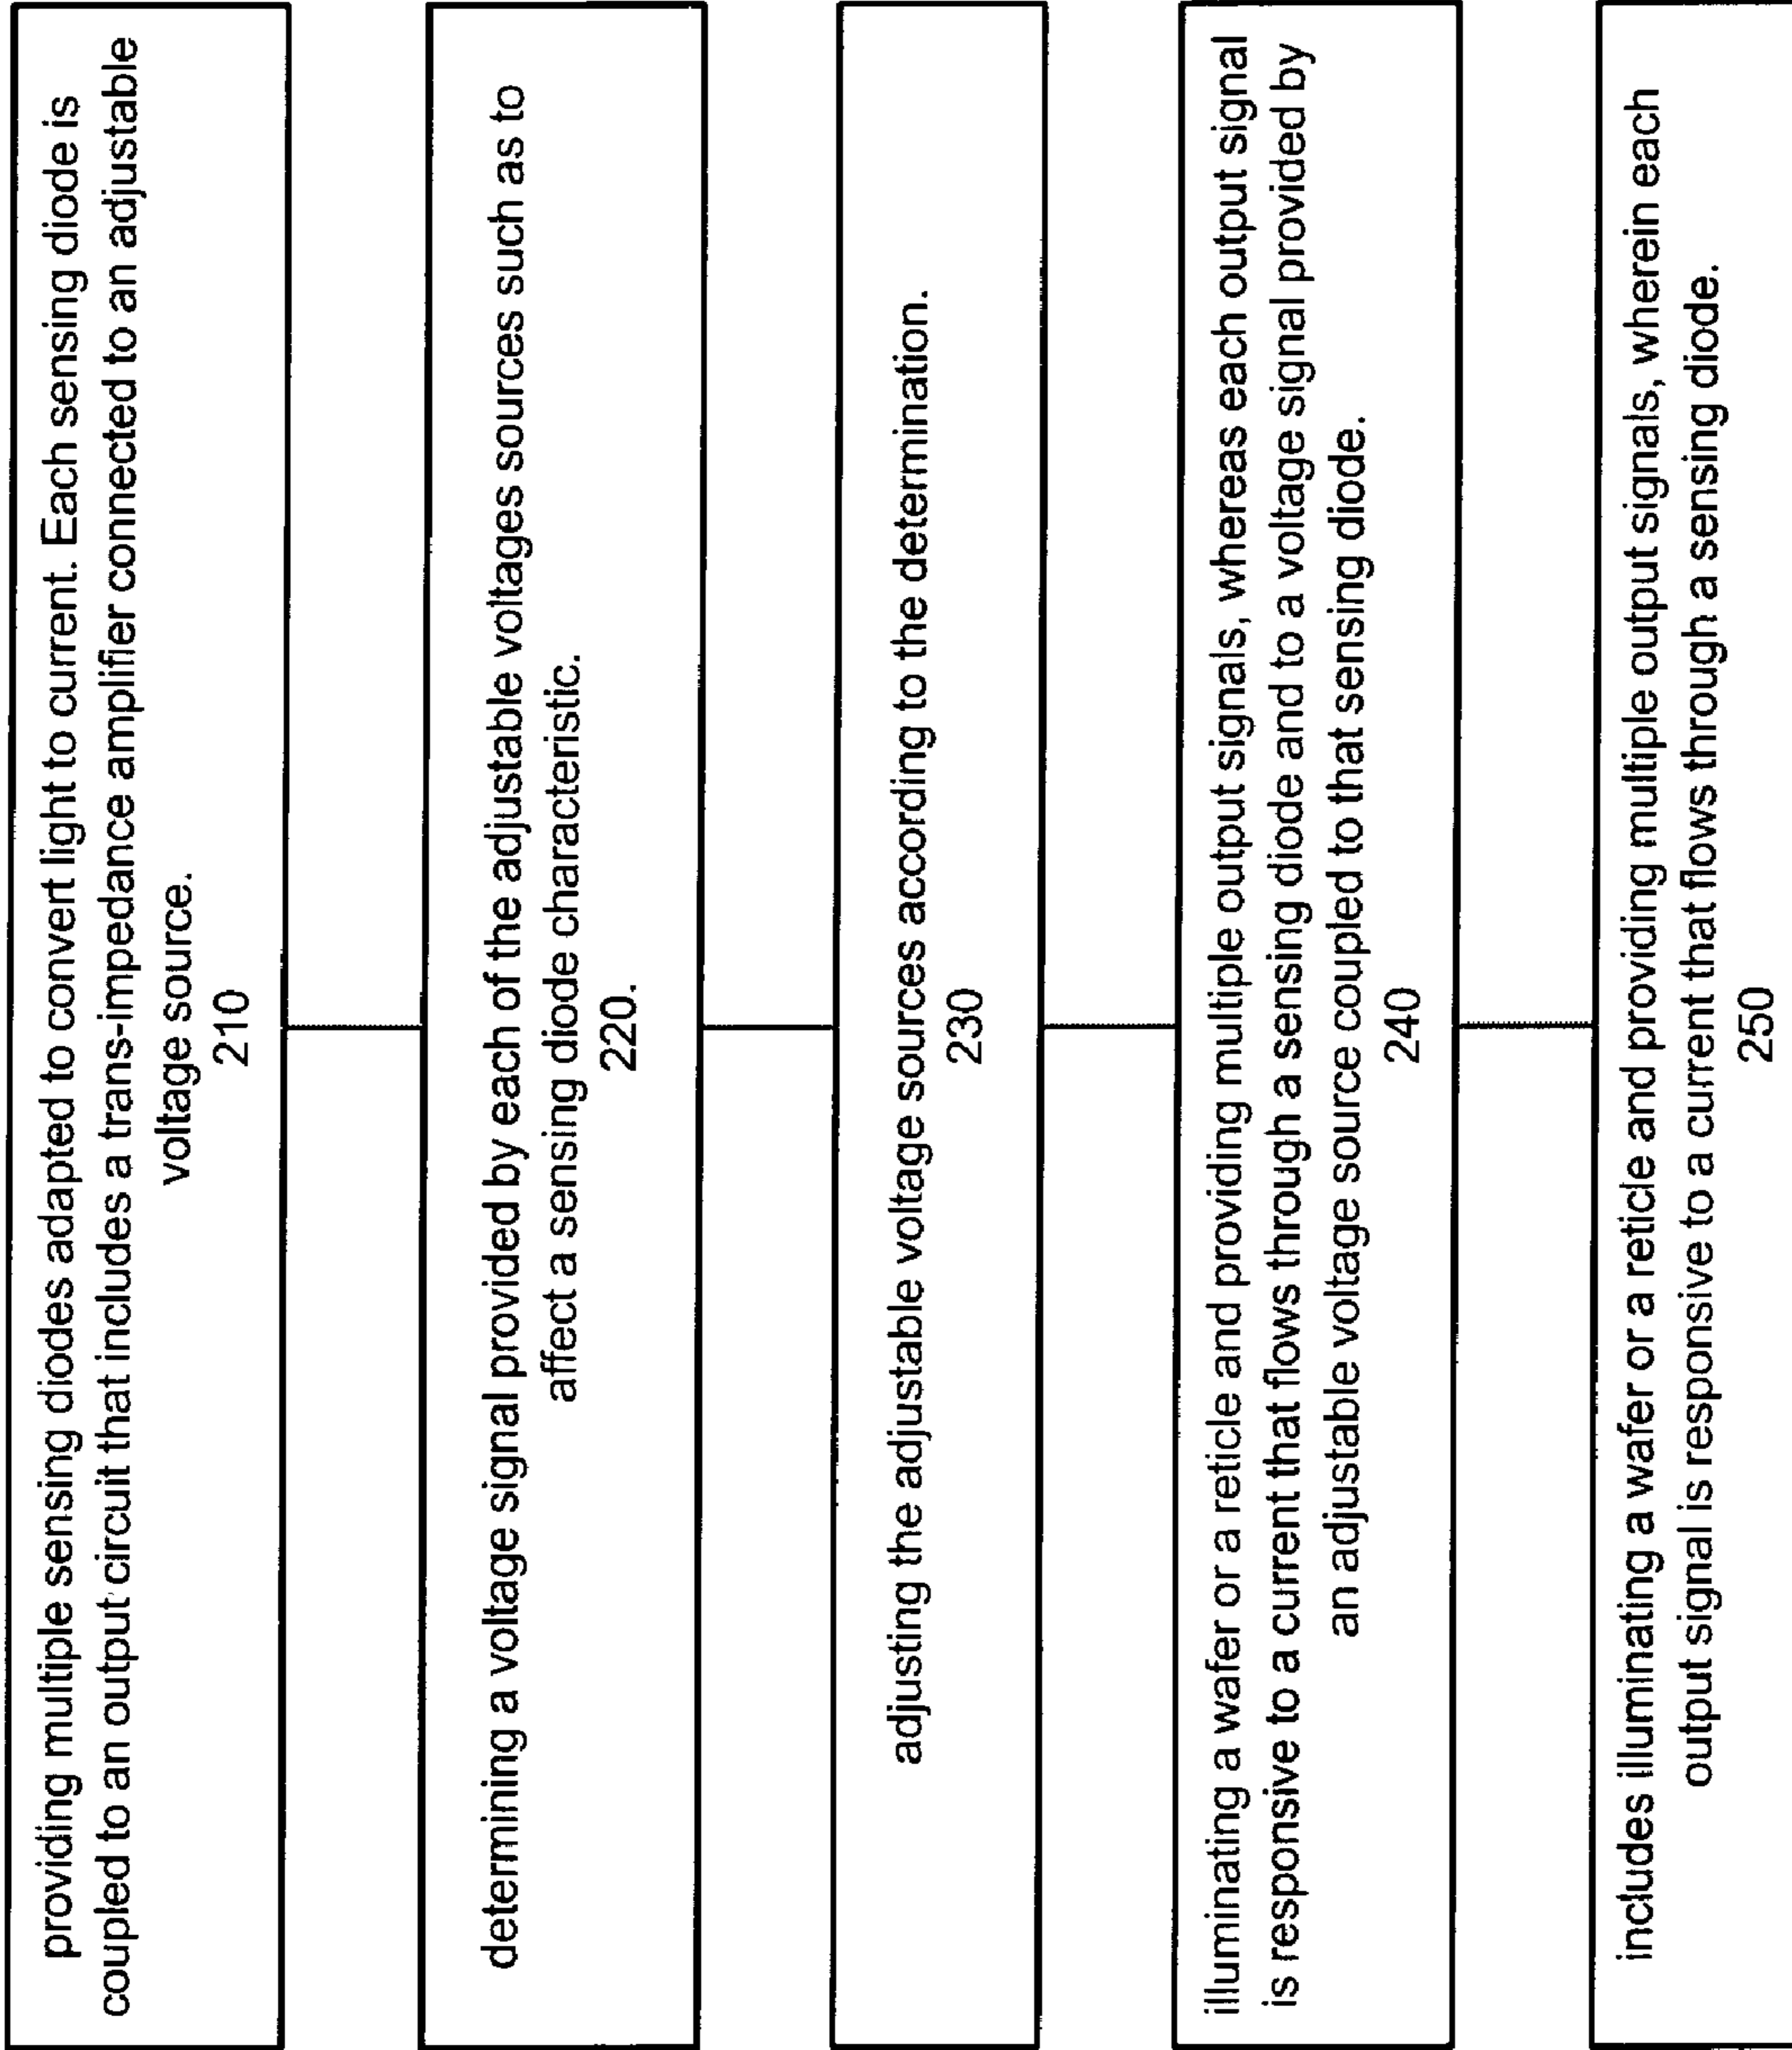 providing multiple sensing diodes adapted to convert light to current. Each sensing diode is
coupled to an output circuit that includes a trans-impedance amplifier connected to an adjustable
voltage source.
210
determining a voltage signal provided by each of the adjustable voltages sources such as to
affect a sensing diode characteristic.
220.
adjusting the adjustable voltage sources according to the determination.
230
illuminating a wafer or a reticle and providing multiple output signals, whereas each output signal
is responsive to a current that flows through a sensing diode and to a voltage signal provided by
an adjustable voltage source coupled to that sensing diode.
240
includes illuminating a wafer or a reticle and providing multiple output signals, wherein each
output signal is responsive to a current that flows through a sensing diode.
250